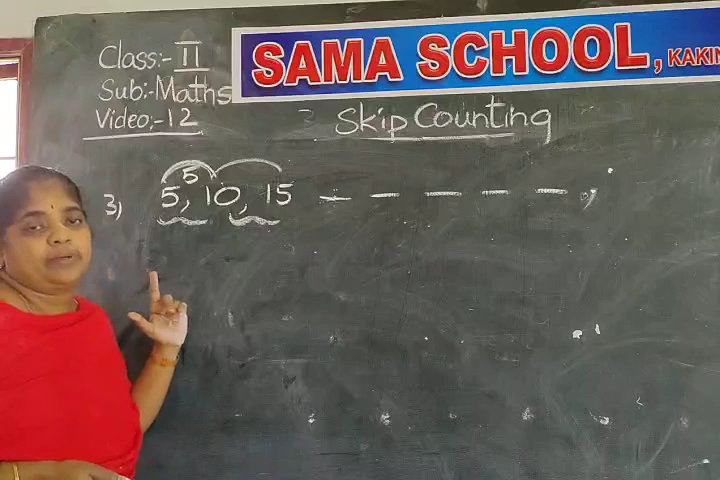 Class:- II
SAMA SCHOOL, KAKIN
Sub:- Maths
Video:- 12
Skip Counting
5
3) 5, 10, 15 _ _ _ _ _,